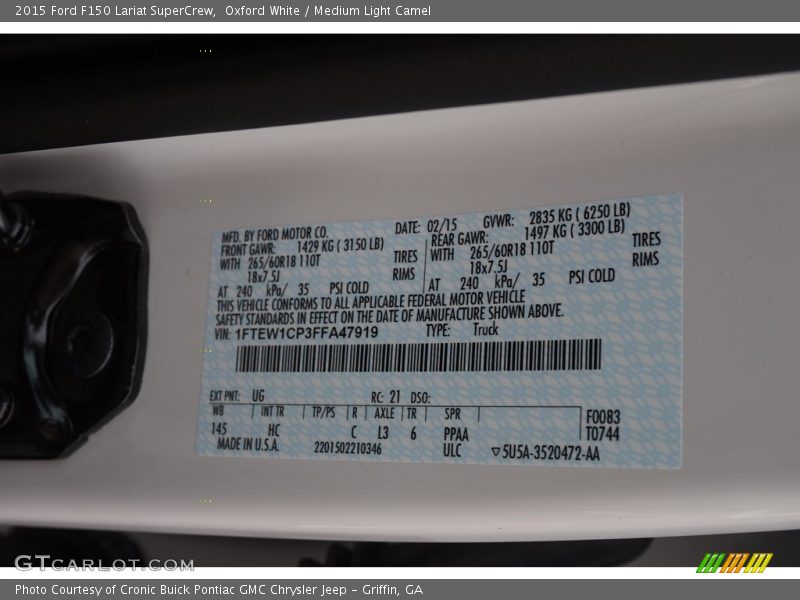 2015 Ford F150 Lariat SuperCrew,  Oxford White / Medium Light Camel
MFD. BY FORD MOTOR CO. DATE: 02/15 GVWR: 2835 KG ( 6250 LB)
FRONT GAWR: 1429 KG ( 3150 LB) REAR GAWR: 1497 KG ( 3300 LB)
WITH 265/60R18 110T TIRES WITH 265/60R18 110T TIRES
18x7.5J RIMS 18x7.5J RIMS
AT 240 kPa/ 35 PSI COLD AT 240 kPa/ 35 PSI COLD
THIS VEHICLE CONFORMS TO ALL APPLICABLE FEDERAL MOTOR VEHICLE
SAFETY STANDARDS IN EFFECT ON THE DATE OF MANUFACTURE SHOWN ABOVE.
VIN: 1FTEW1CP3FFA47919 TYPE: Truck
EXT PNT: UG RC: 21 DSO:
WB INT TR TP/PS R AXLE TR SPR F0083
145 HC C L3 6 PPAA T0744
MADE IN U.S.A. 2201502210346 ULC ▽5U5A-3520472-AA
GTCARLOT.COM
Photo Courtesy of Cronic Buick Pontiac GMC Chrysler Jeep – Griffin, GA